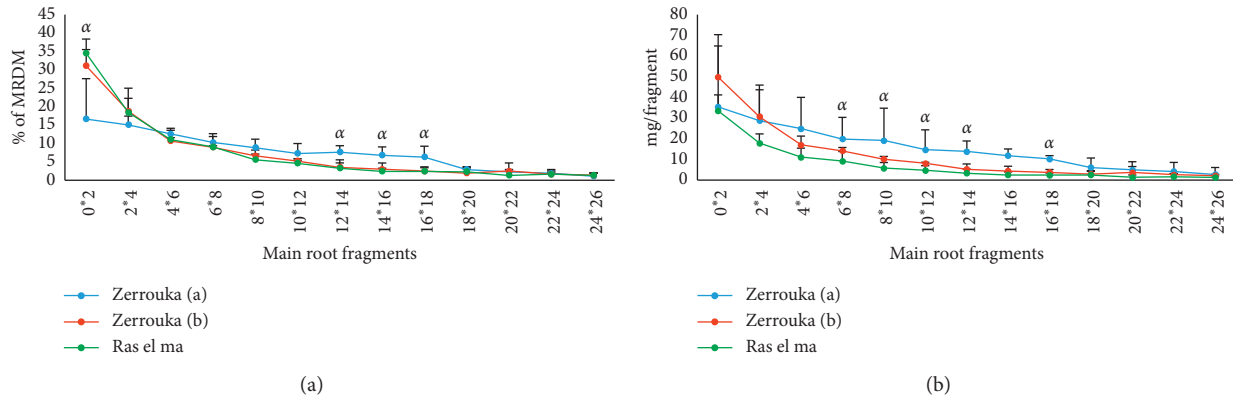 45
40
35
30
25
20
15
10
5
0
% of MRDM
α
α
α
α
0*2
2*4
4*6
6*8
8*10
10*12
12*14
14*16
16*18
18*20
20*22
22*24
24*26
Main root fragments
Zerrouka (a)
Zerrouka (b)
Ras el ma
(a)
80
70
60
50
40
30
20
10
0
mg/fragment
α
α
α
α
α
0*2
2*4
4*6
6*8
8*10
10*12
12*14
14*16
16*18
18*20
20*22
22*24
24*26
Main root fragments
Zerrouka (a)
Zerrouka (b)
Ras el ma
(b)